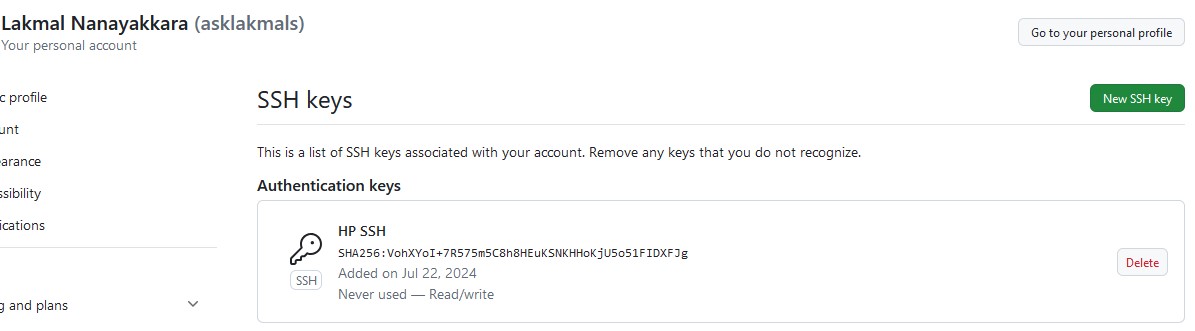 Lakmal Nanayakkara (asklakmals)
Your personal account
Go to your personal profile
c profile
unt
arance
ssibility
ications
g and plans
SSH keys
New SSH key
This is a list of SSH keys associated with your account. Remove any keys that you do not recognize.
Authentication keys
HP SSH
SHA256:VohXYoI+7R575m5C8h8HEuKSNKHHoKjU5o51FIDXFJg
Added on Jul 22, 2024
Never used — Read/write
SSH
Delete